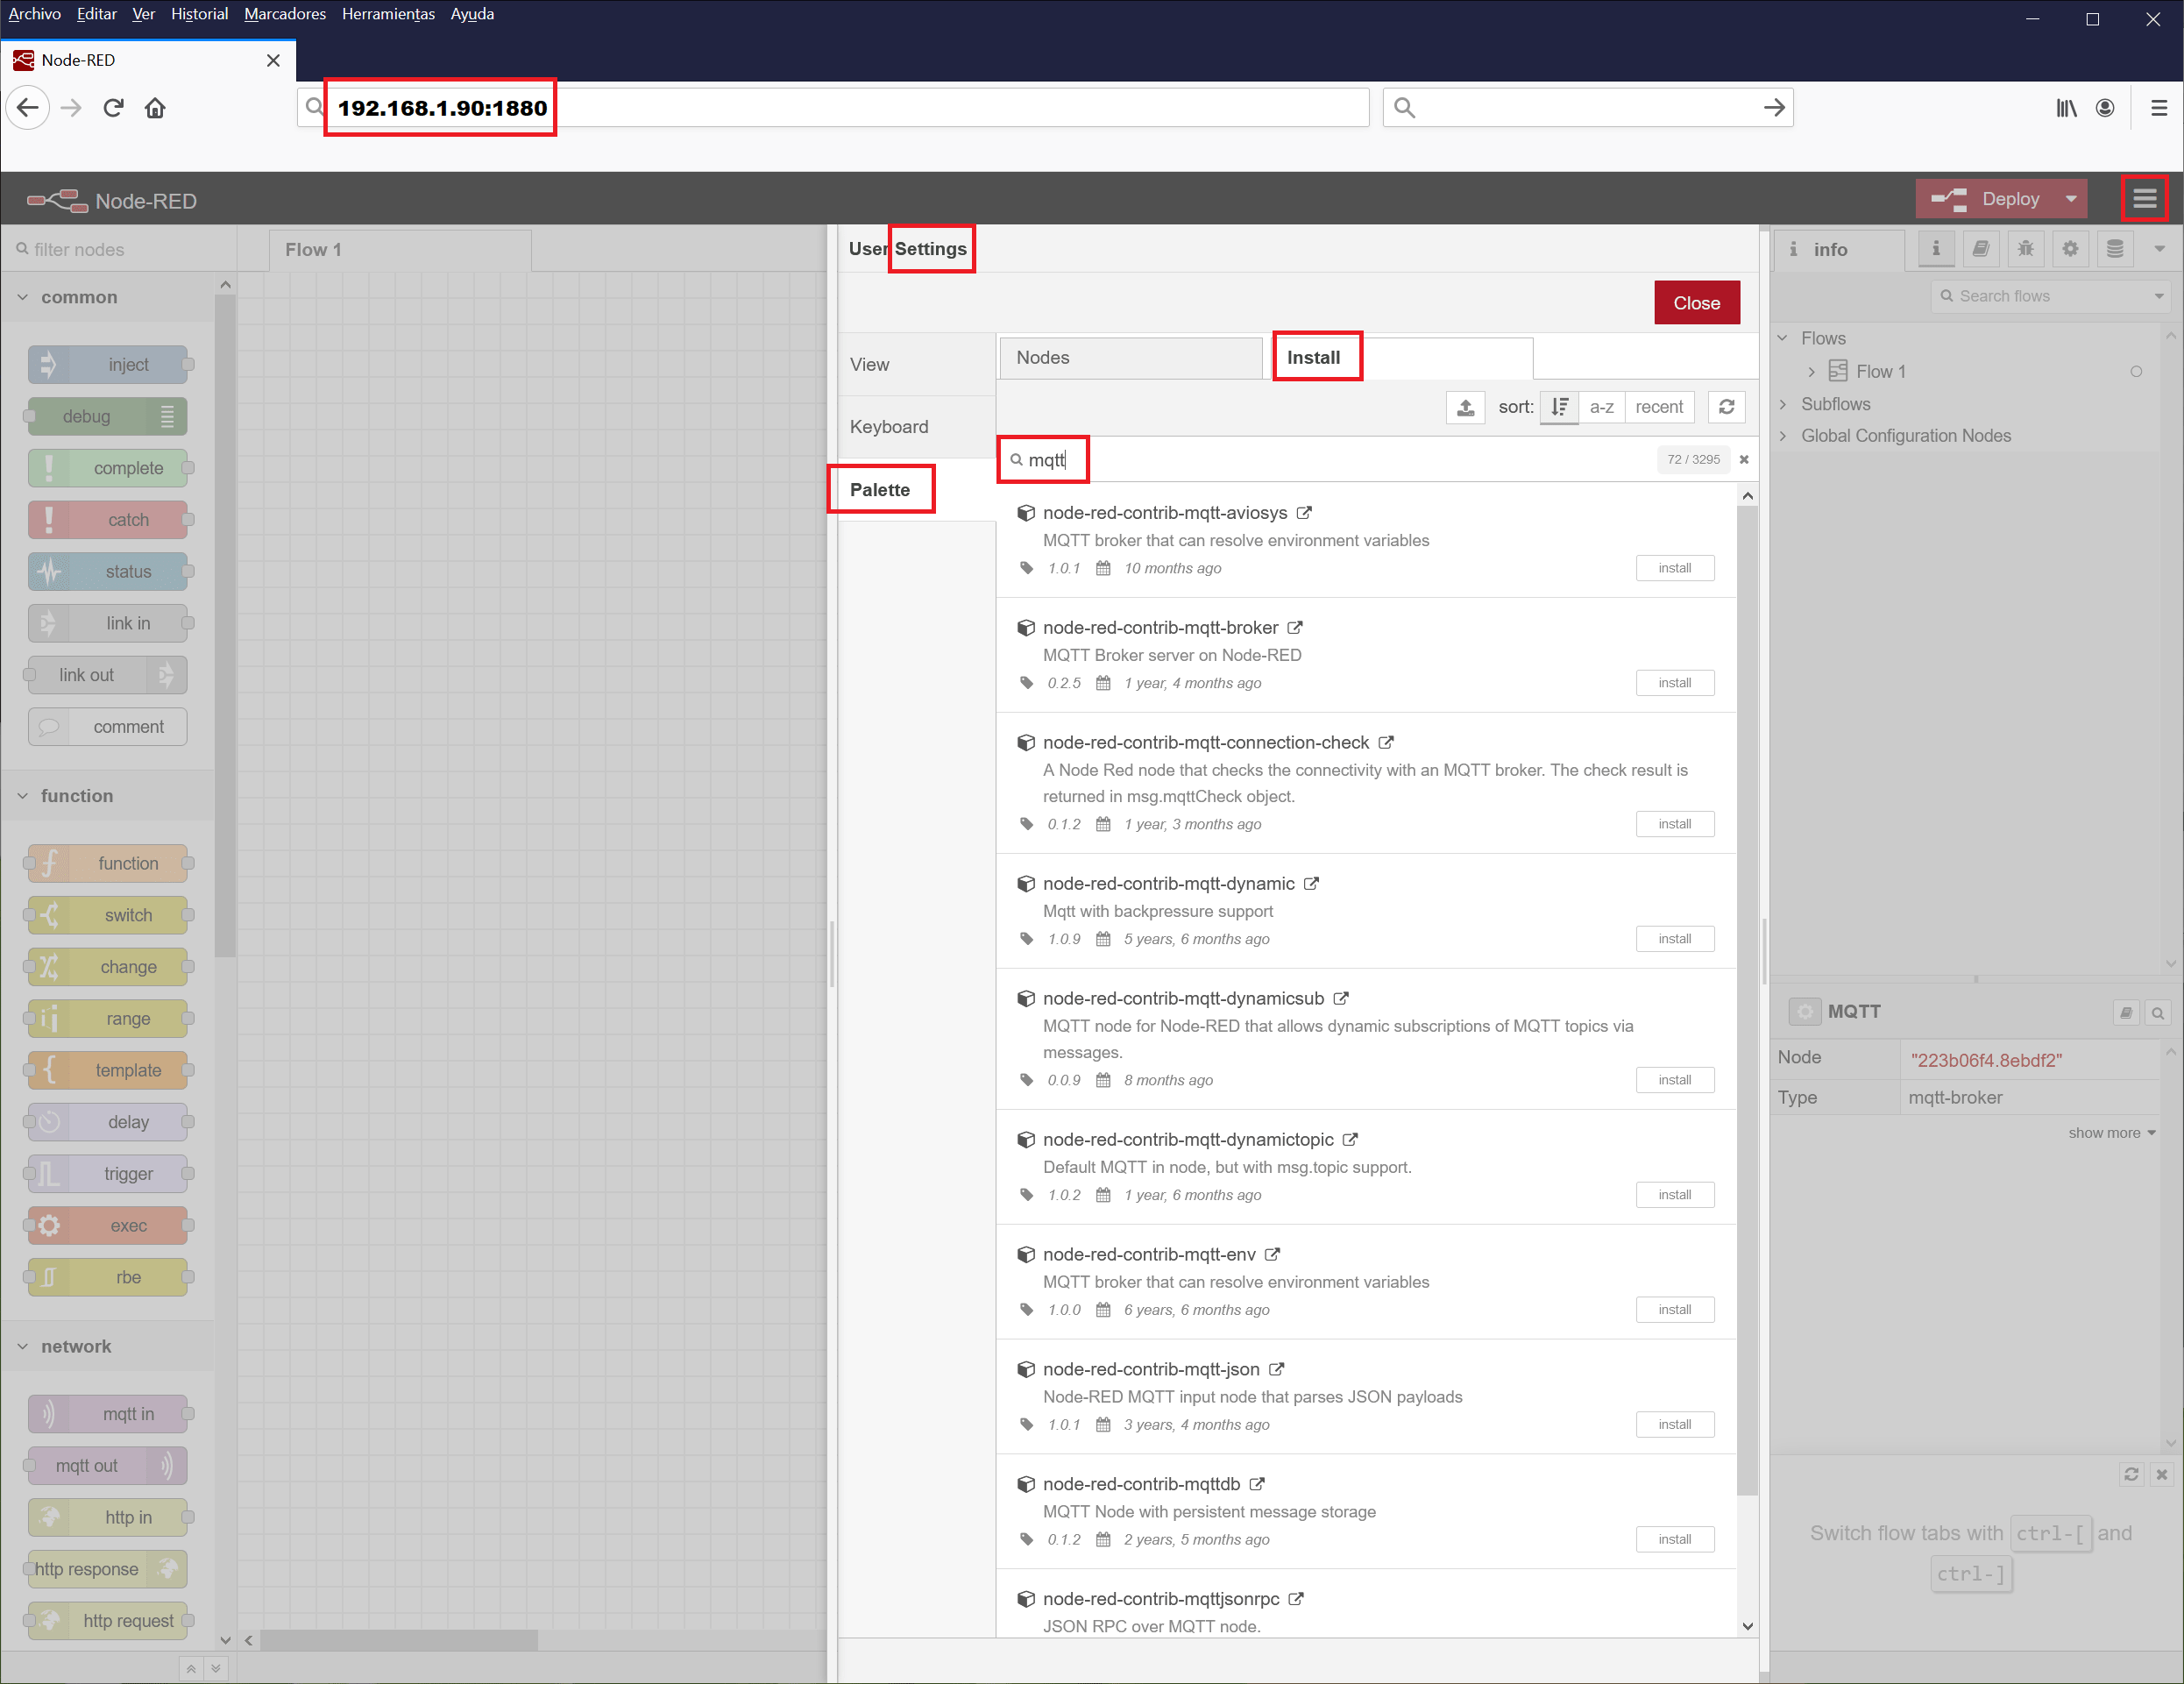 Archivo Editar Ver Historial Marcadores Herramientas Ayuda
Node-RED
192.168.1.90:1880
Node-RED
Deploy
filter nodes
Flow 1
common
inject
debug
complete
catch
status
link in
link out
comment
function
function
switch
change
range
template
delay
trigger
exec
rbe
network
mqtt in
mqtt out
http in
http response
http request
User Settings
Close
View
Keyboard
Palette
Nodes
Install
sort: a-z recent
mqtt
72 / 3295
node-red-contrib-mqtt-aviosys
MQTT broker that can resolve environment variables
1.0.1 10 months ago
install
node-red-contrib-mqtt-broker
MQTT Broker server on Node-RED
0.2.5 1 year, 4 months ago
install
node-red-contrib-mqtt-connection-check
A Node Red node that checks the connectivity with an MQTT broker. The check result is
returned in msg.mqttCheck object.
0.1.2 1 year, 3 months ago
install
node-red-contrib-mqtt-dynamic
Mqtt with backpressure support
1.0.9 5 years, 6 months ago
install
node-red-contrib-mqtt-dynamicsub
MQTT node for Node-RED that allows dynamic subscriptions of MQTT topics via
messages.
0.0.9 8 months ago
install
node-red-contrib-mqtt-dynamictopic
Default MQTT in node, but with msg.topic support.
1.0.2 1 year, 6 months ago
install
node-red-contrib-mqtt-env
MQTT broker that can resolve environment variables
1.0.0 6 years, 6 months ago
install
node-red-contrib-mqtt-json
Node-RED MQTT input node that parses JSON payloads
1.0.1 3 years, 4 months ago
install
node-red-contrib-mqttdb
MQTT Node with persistent message storage
0.1.2 2 years, 5 months ago
install
node-red-contrib-mqttjsonrpc
JSON RPC over MQTT node.
i info
i
Search flows
Flows
Flow 1
Subflows
Global Configuration Nodes
MQTT
Node "223b06f4.8ebdf2"
Type mqtt-broker
show more
Switch flow tabs with ctrl-[ and
ctrl-]